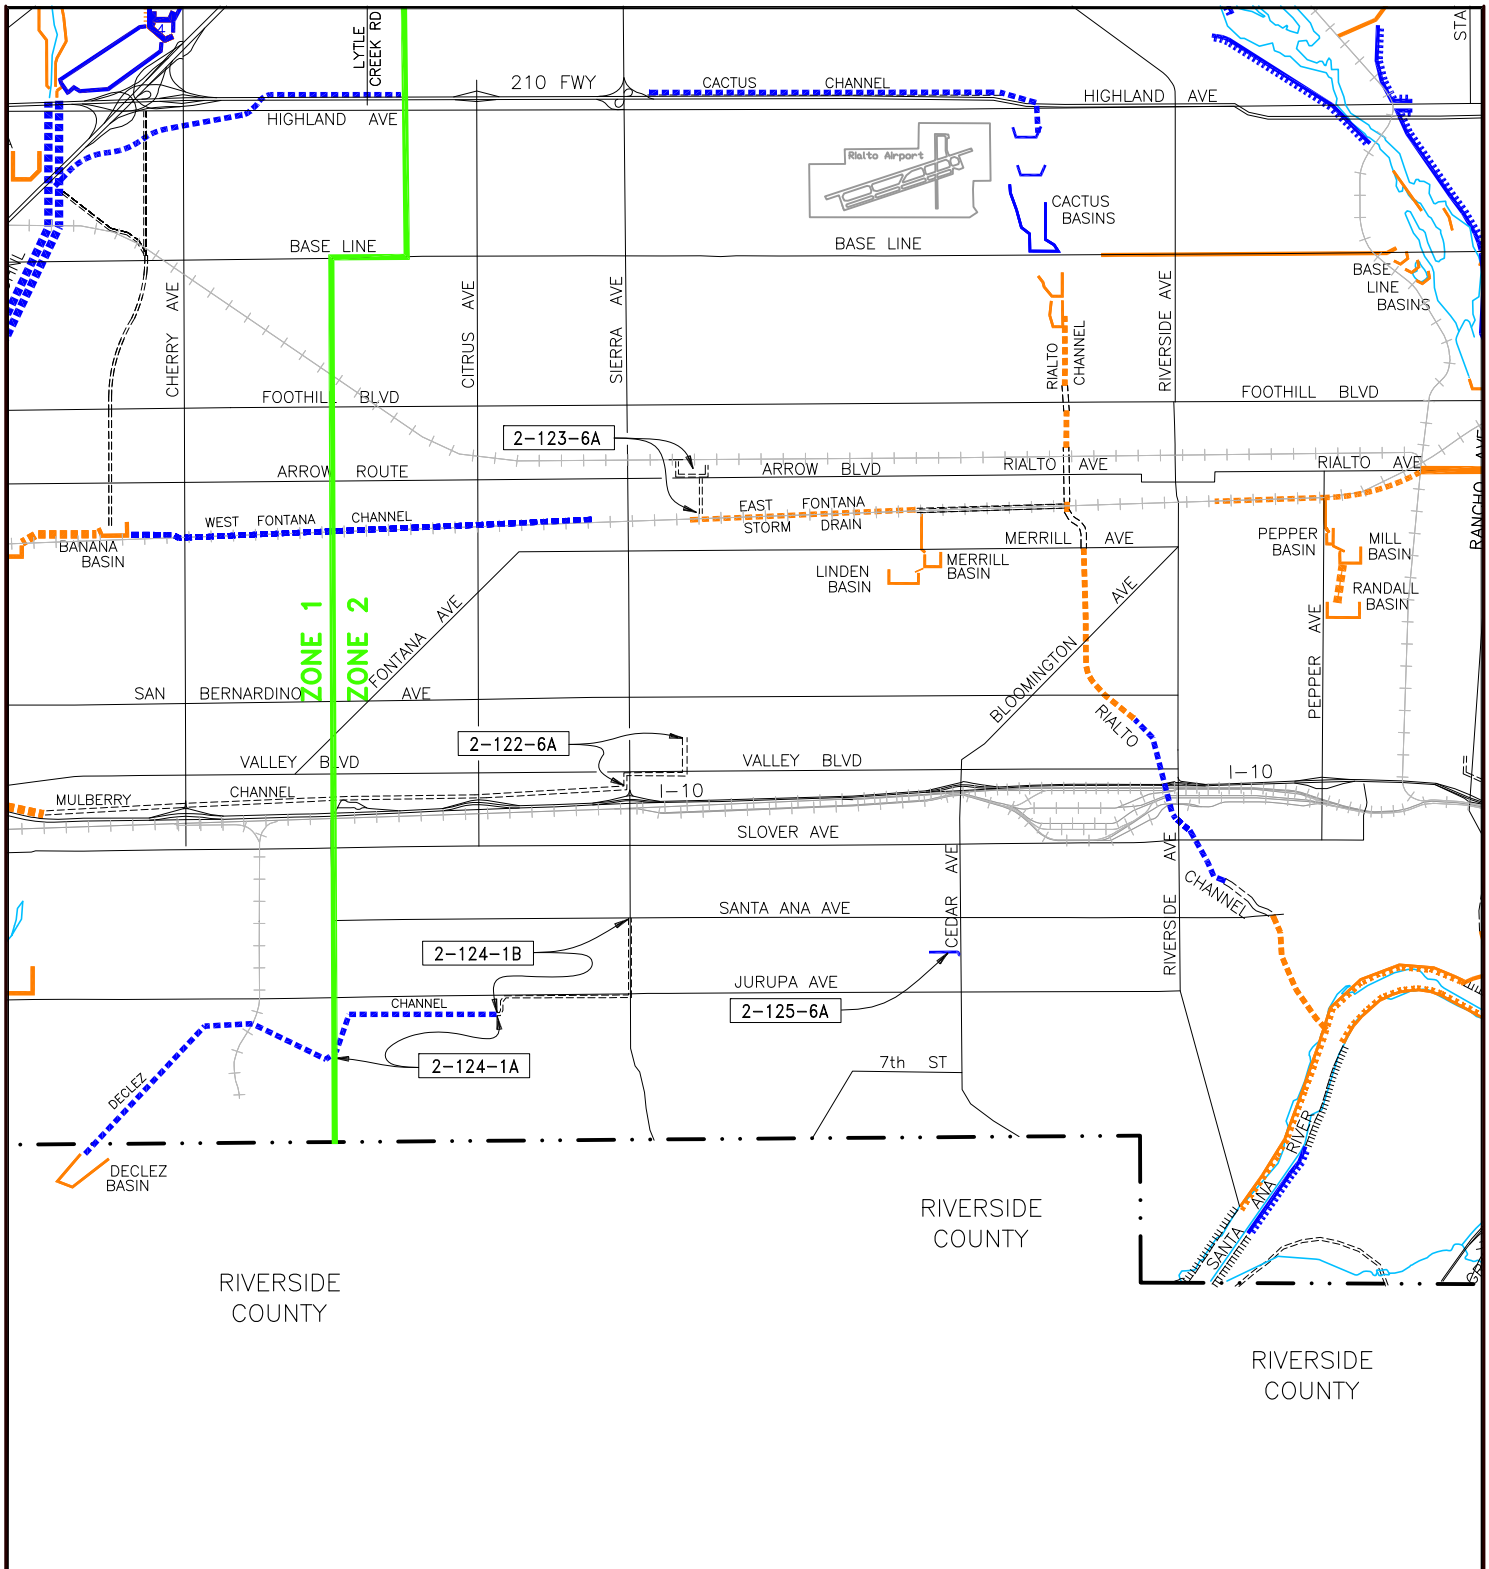 LYTLE
CREEK RD
STA
210 FWY
CACTUS CHANNEL
HIGHLAND AVE
HIGHLAND AVE
Rialto Airport
CACTUS
BASINS
BASE LINE
BASE LINE
BASE
LINE
BASINS
CHERRY AVE
CITRUS AVE
SIERRA AVE
RIALTO
CHANNEL
RIVERSIDE AVE
FOOTHILL BLVD
FOOTHILL BLVD
2-123-6A
ARROW ROUTE
ARROW BLVD
RIALTO AVE
RIALTO AVE
RANCHO AVE
WEST FONTANA CHANNEL
EAST FONTANA
STORM DRAIN
BANANA
BASIN
MERRILL AVE
PEPPER
BASIN
MILL
BASIN
LINDEN
BASIN
MERRILL
BASIN
RANDALL
BASIN
ZONE 1
ZONE 2
FONTANA AVE
BLOOMINGTON AVE
PEPPER AVE
SAN BERNARDINO AVE
RIALTO
2-122-6A
VALLEY BLVD
VALLEY BLVD
I-10
I-10
MULBERRY CHANNEL
SLOVER AVE
CEDAR AVE
RIVERSIDE AVE
CHANNEL
SANTA ANA AVE
2-124-1B
JURUPA AVE
2-125-6A
CHANNEL
DECLEZ
2-124-1A
7th ST
DECLEZ
BASIN
SANTA ANA RIVER
RIVERSIDE
COUNTY
RIVERSIDE
COUNTY
RIVERSIDE
COUNTY